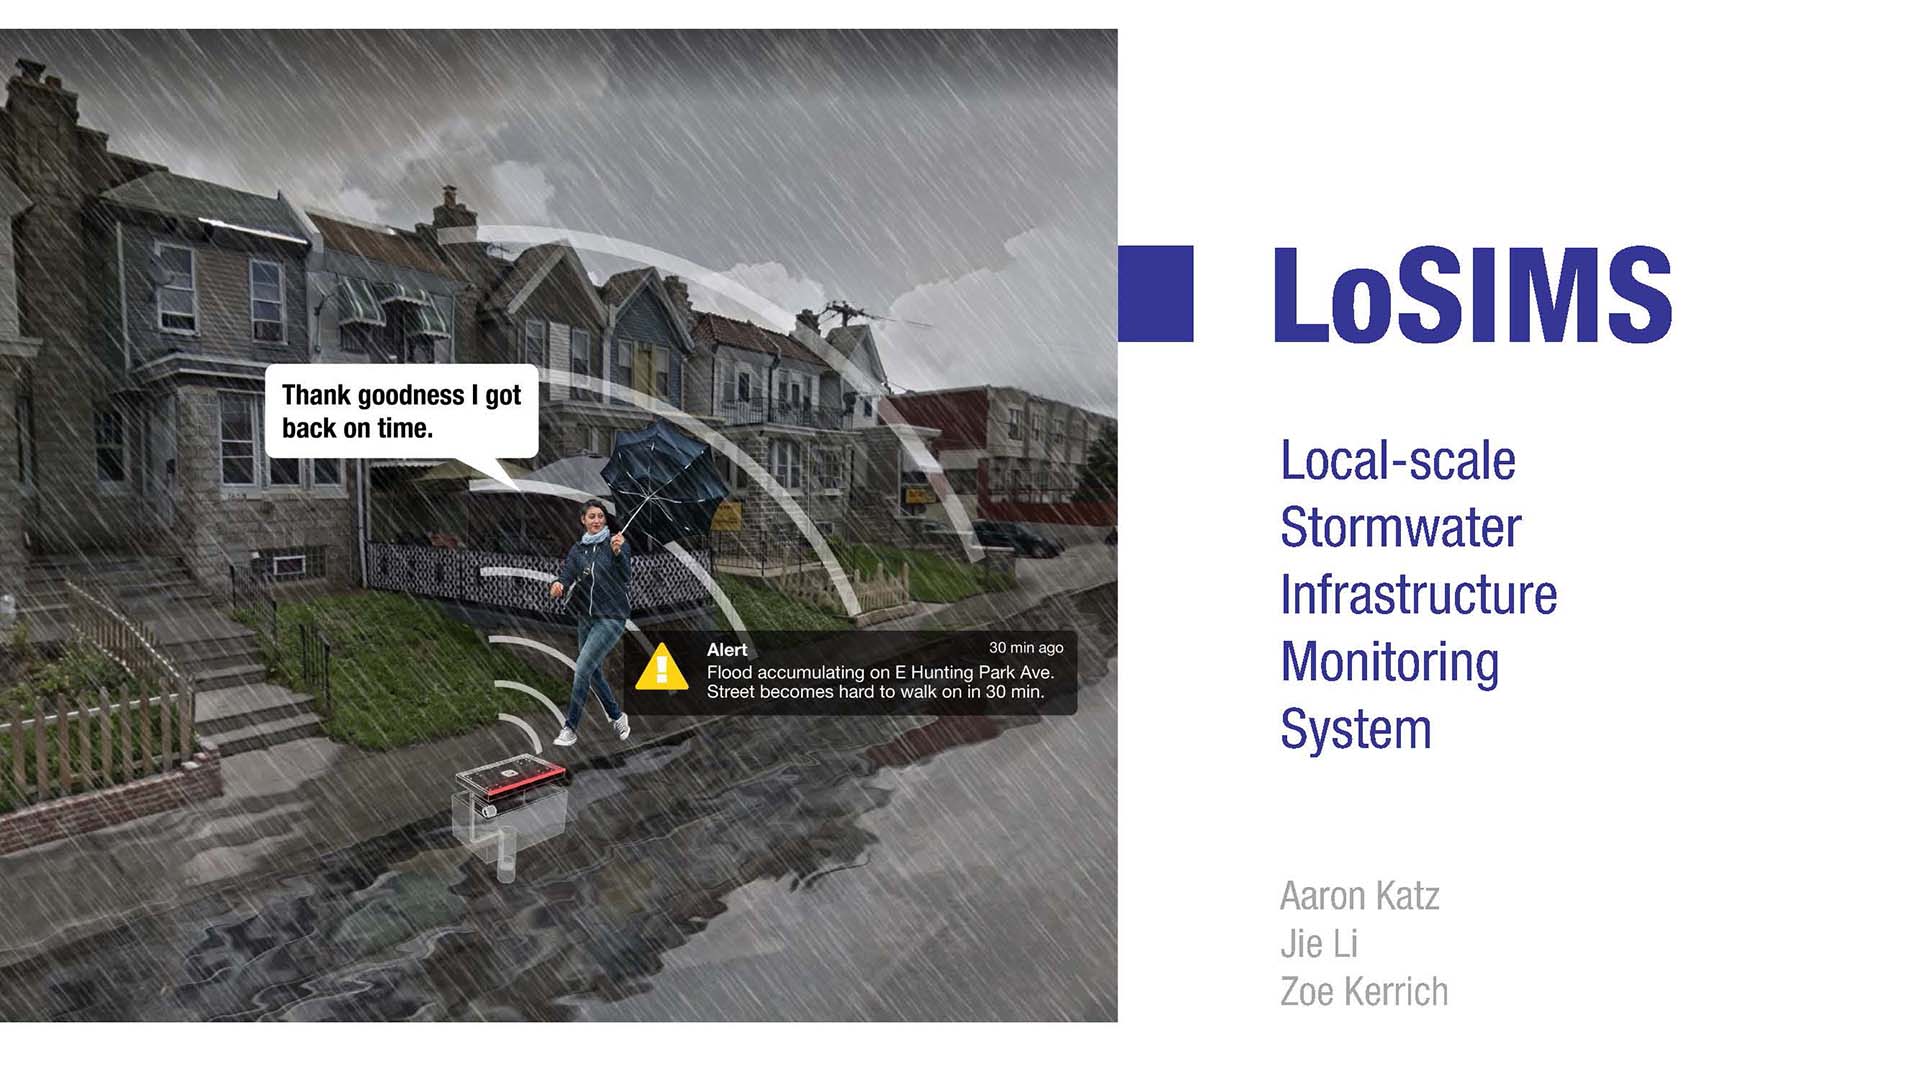 Thank goodness I got
back on time.
Alert
30 min ago
Flood accumulating on E Hunting Park Ave.
Street becomes hard to walk on in 30 min.
LoSIMS
Local-scale
Stormwater
Infrastructure
Monitoring
System
Aaron Katz
Jie Li
Zoe Kerrich